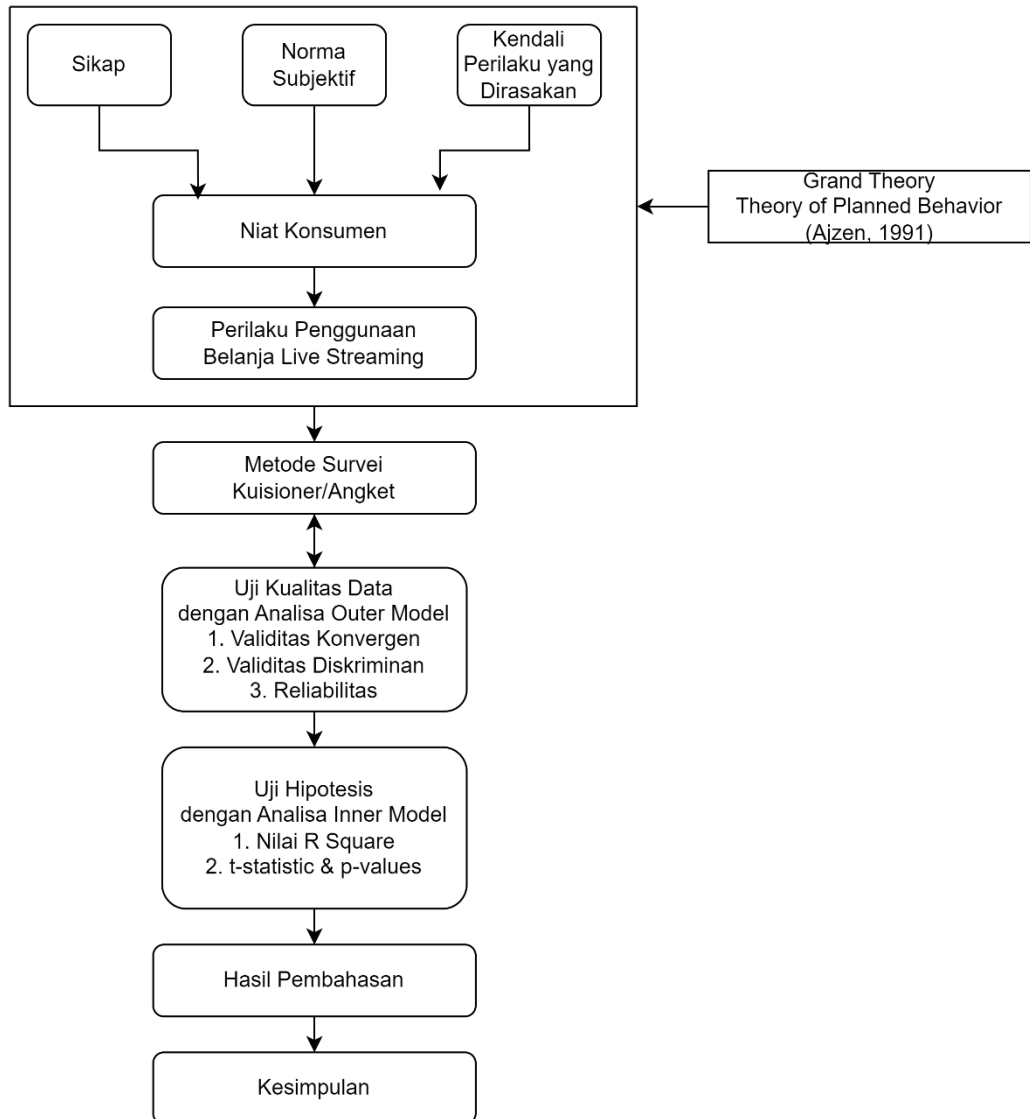 Sikap
Norma
Subjektif
Kendali
Perilaku yang
Dirasakan
Grand Theory
Theory of Planned Behavior
(Ajzen, 1991)
Niat Konsumen
Perilaku Penggunaan
Belanja Live Streaming
Metode Survei
Kuisioner/Angket
Uji Kualitas Data
dengan Analisa Outer Model
1. Validitas Konvergen
2. Validitas Diskriminan
3. Reliabilitas
Uji Hipotesis
dengan Analisa Inner Model
1. Nilai R Square
2. t-statistic & p-values
Hasil Pembahasan
Kesimpulan